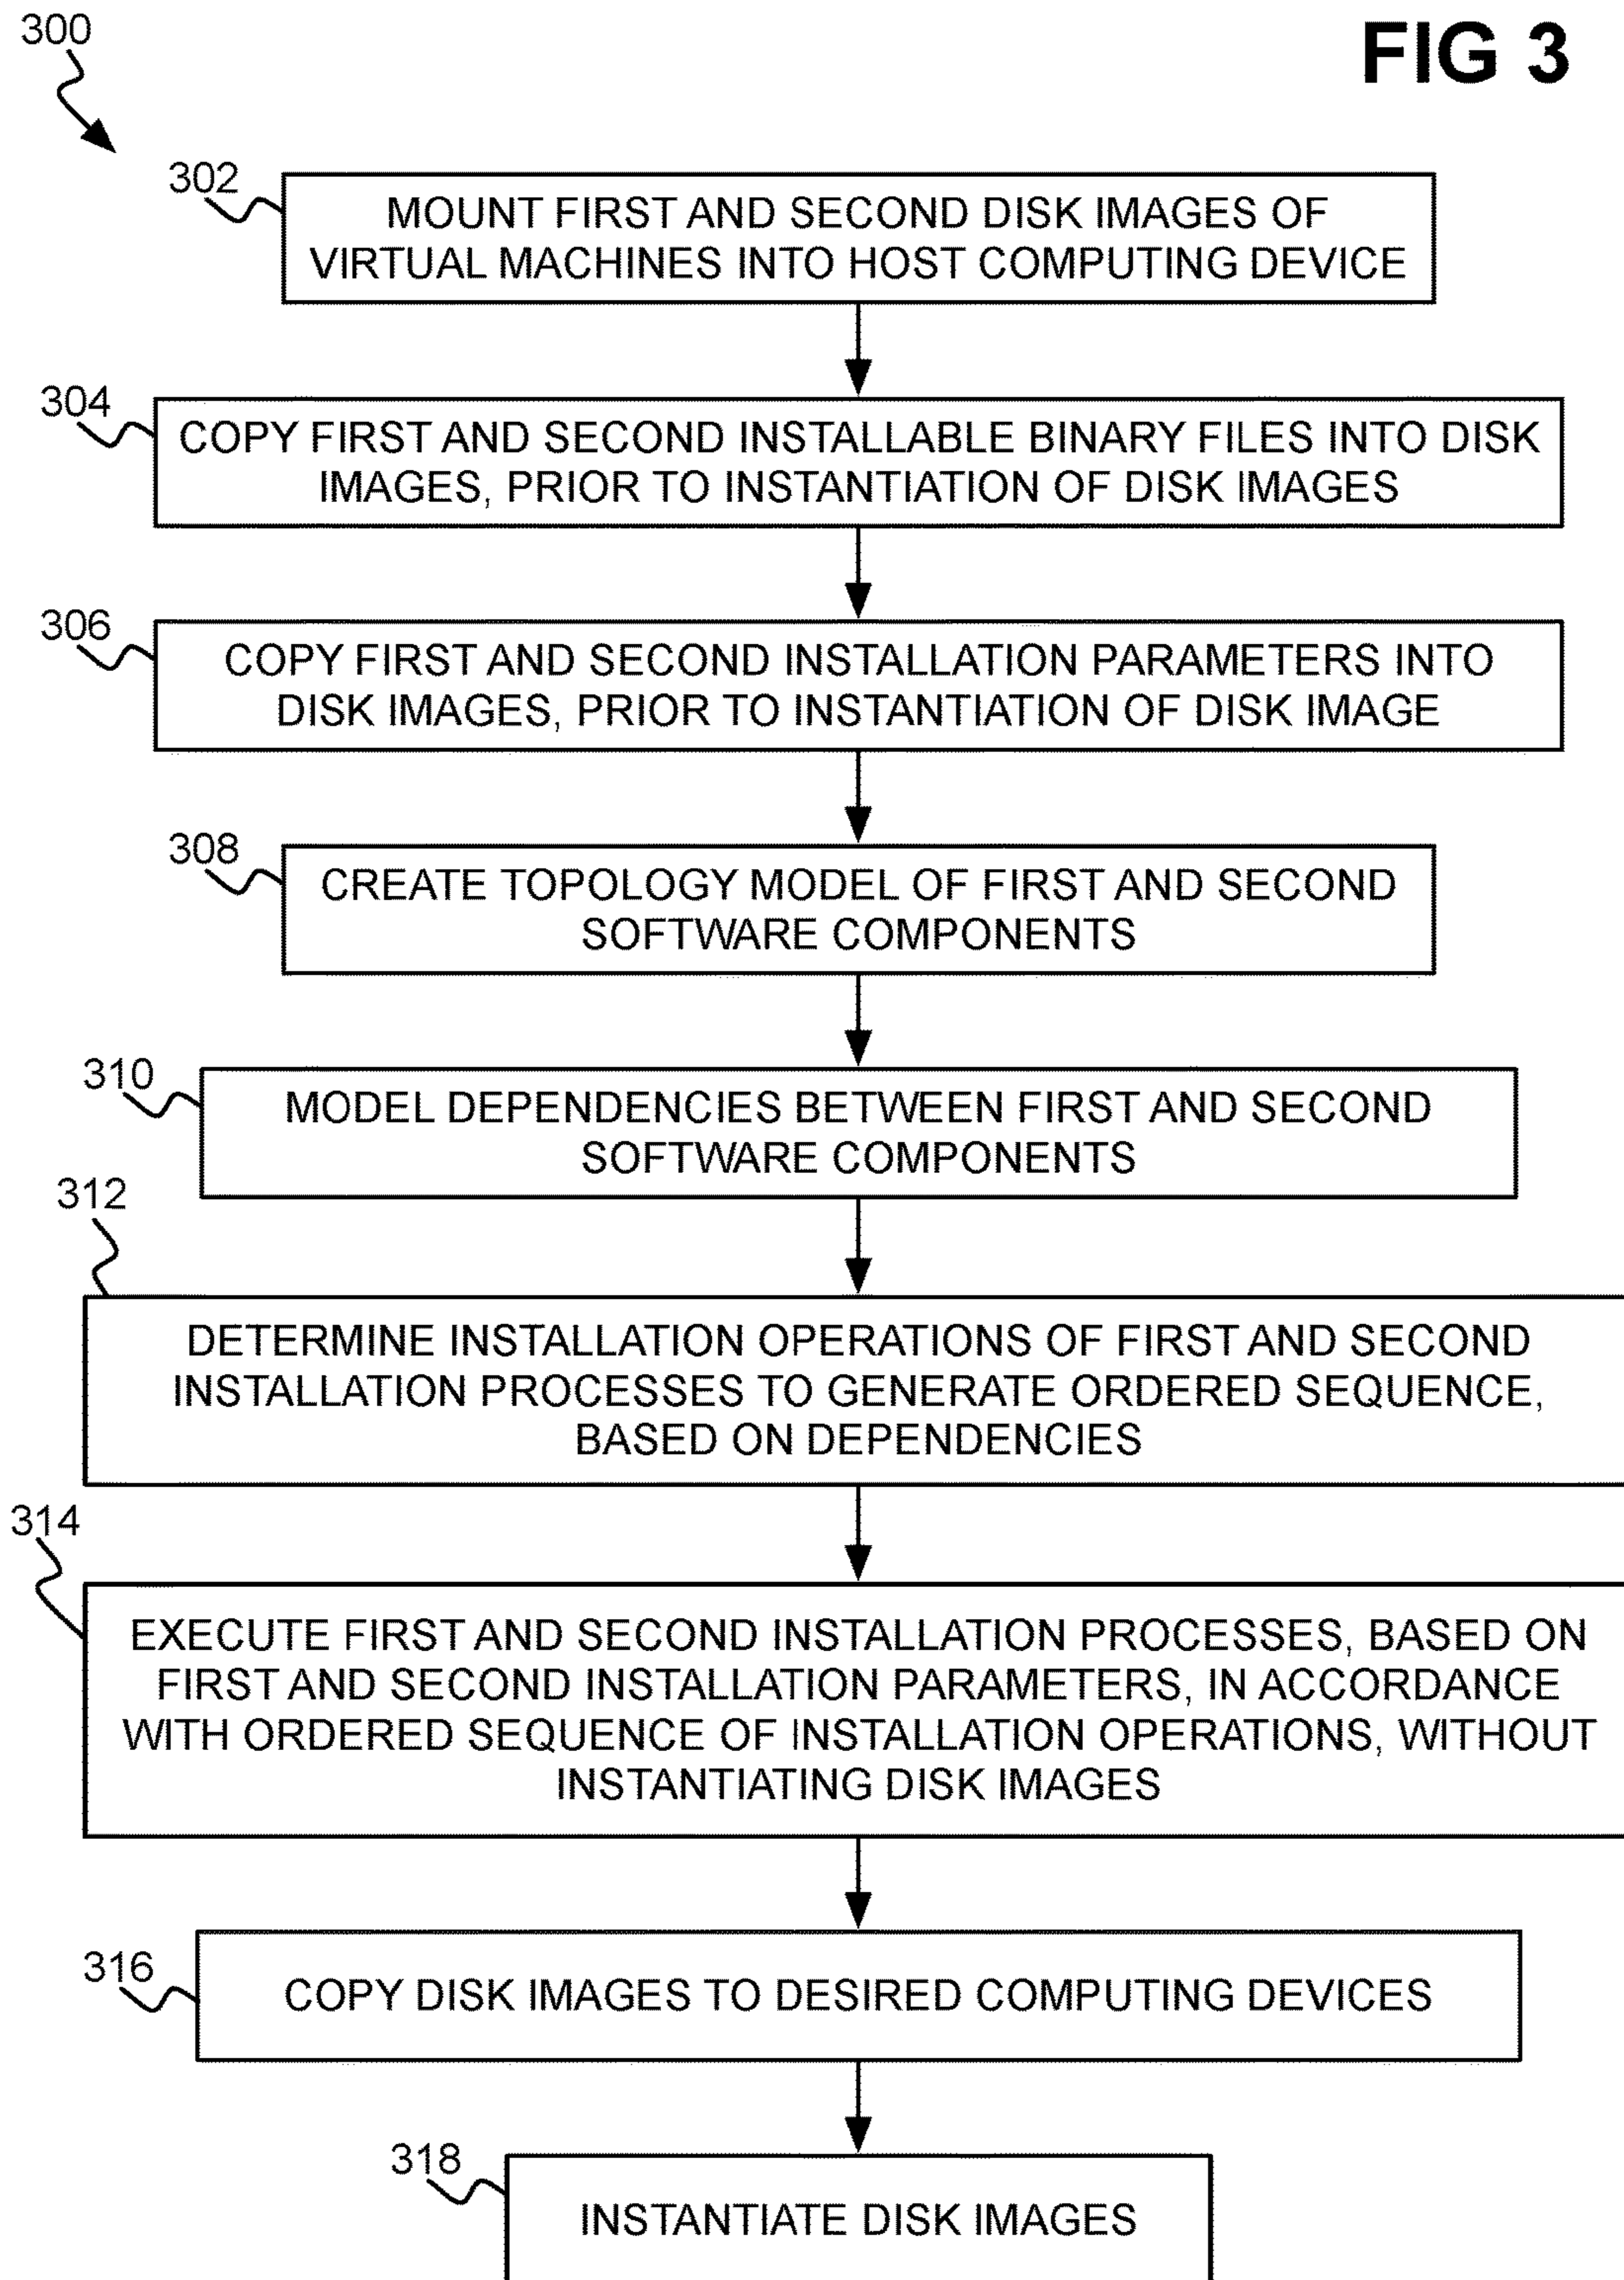 300
FIG 3
302
MOUNT FIRST AND SECOND DISK IMAGES OF
VIRTUAL MACHINES INTO HOST COMPUTING DEVICE
304
COPY FIRST AND SECOND INSTALLABLE BINARY FILES INTO DISK
IMAGES, PRIOR TO INSTANTIATION OF DISK IMAGES
306
COPY FIRST AND SECOND INSTALLATION PARAMETERS INTO
DISK IMAGES, PRIOR TO INSTANTIATION OF DISK IMAGE
308
CREATE TOPOLOGY MODEL OF FIRST AND SECOND
SOFTWARE COMPONENTS
310
MODEL DEPENDENCIES BETWEEN FIRST AND SECOND
SOFTWARE COMPONENTS
312
DETERMINE INSTALLATION OPERATIONS OF FIRST AND SECOND
INSTALLATION PROCESSES TO GENERATE ORDERED SEQUENCE,
BASED ON DEPENDENCIES
314
EXECUTE FIRST AND SECOND INSTALLATION PROCESSES, BASED ON
FIRST AND SECOND INSTALLATION PARAMETERS, IN ACCORDANCE
WITH ORDERED SEQUENCE OF INSTALLATION OPERATIONS, WITHOUT
INSTANTIATING DISK IMAGES
316
COPY DISK IMAGES TO DESIRED COMPUTING DEVICES
318
INSTANTIATE DISK IMAGES